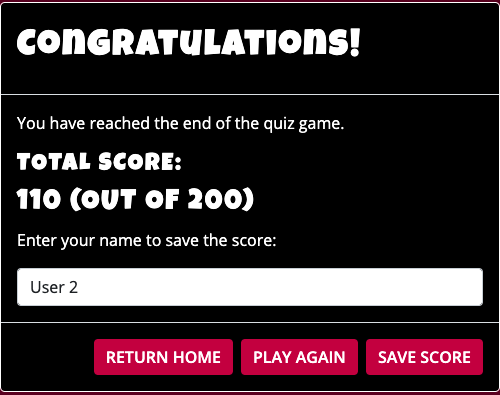 CONGRATULATIONS!
You have reached the end of the quiz game.
TOTAL SCORE:
110 (OUT OF 200)
Enter your name to save the score:
User 2
RETURN HOME PLAY AGAIN SAVE SCORE